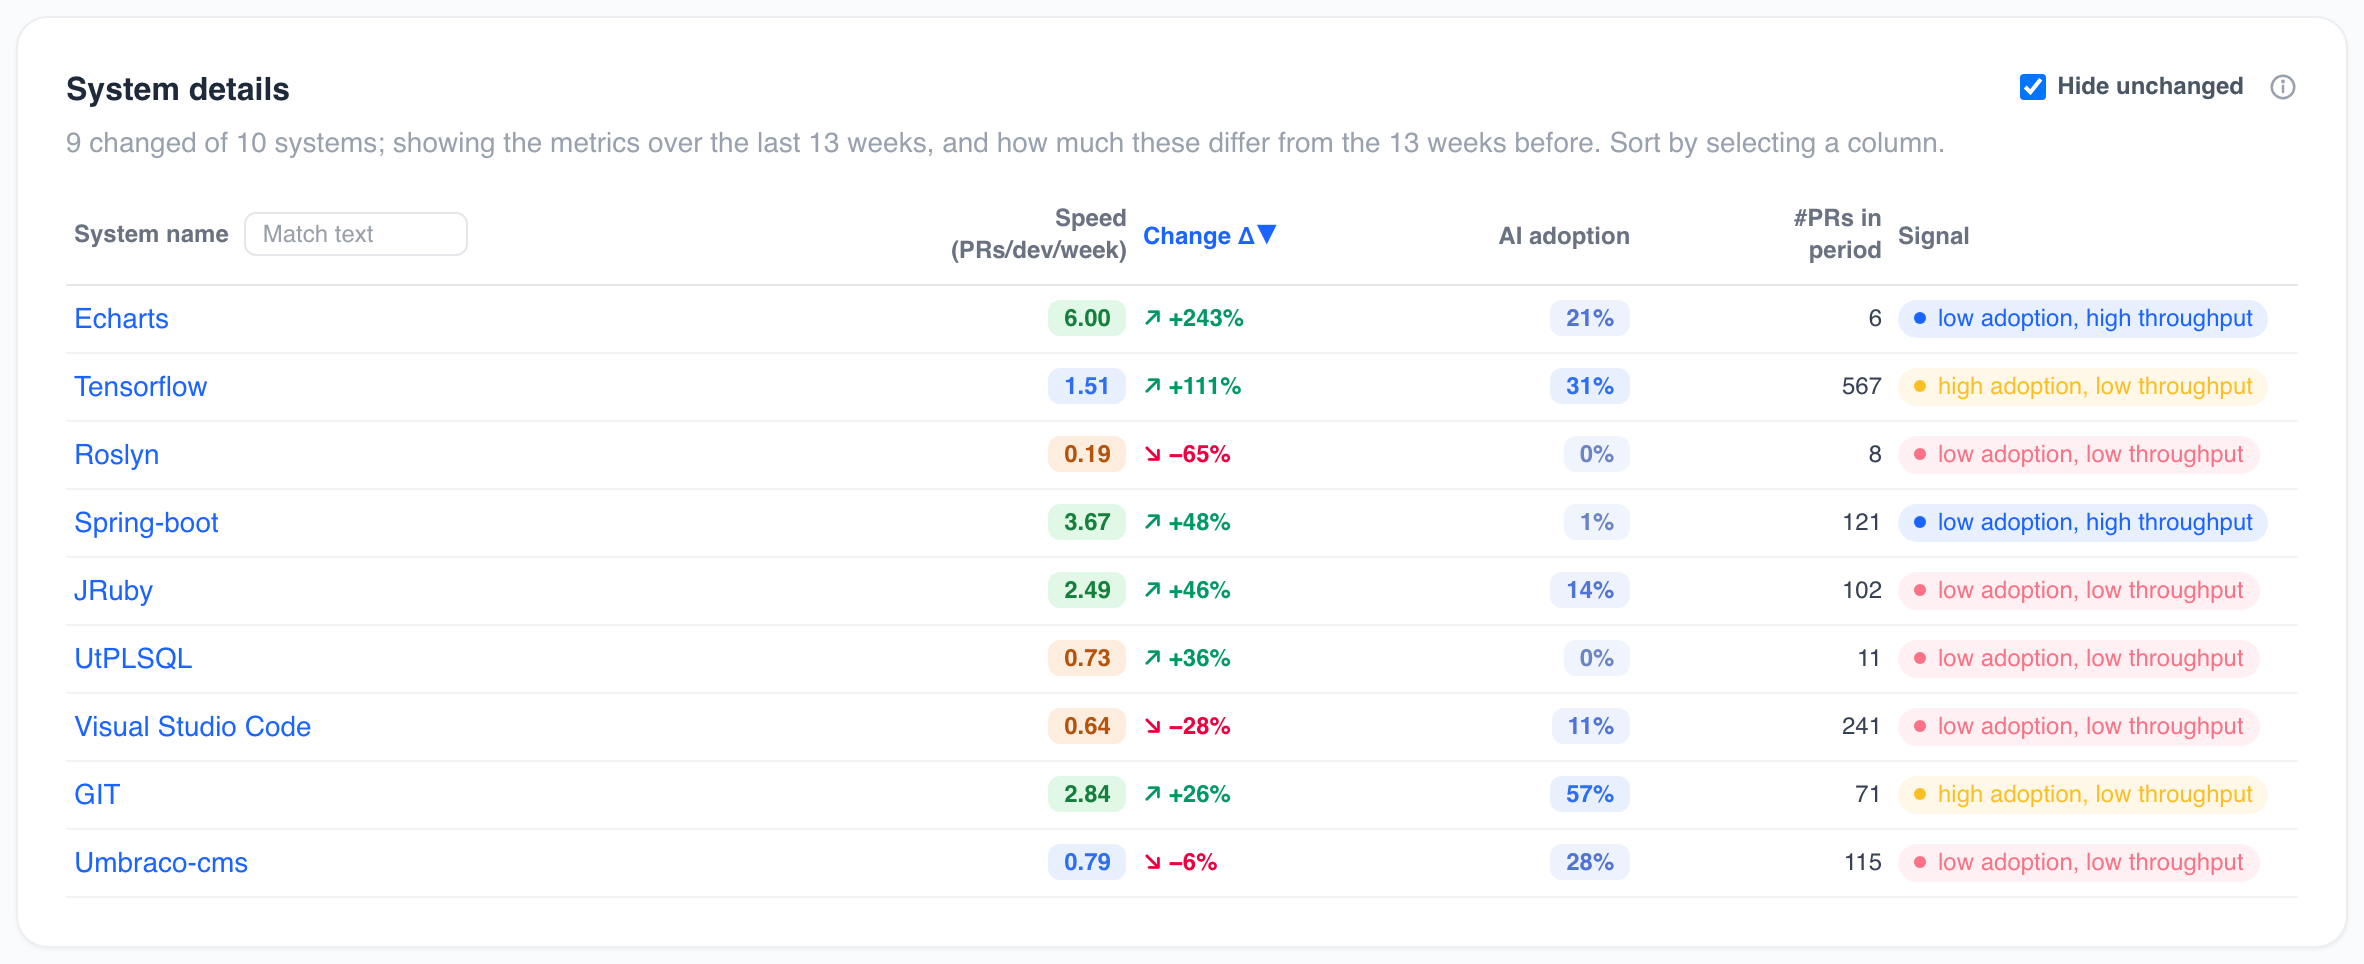 System details
Hide unchanged
9 changed of 10 systems; showing the metrics over the last 13 weeks, and how much these differ from the 13 weeks before. Sort by selecting a column.
System name Match text Speed (PRs/dev/week) Change Δ▼ AI adoption #PRs in period Signal
Echarts 6.00 ↗ +243% 21% 6 low adoption, high throughput
Tensorflow 1.51 ↗ +111% 31% 567 high adoption, low throughput
Roslyn 0.19 ↘ −65% 0% 8 low adoption, low throughput
Spring-boot 3.67 ↗ +48% 1% 121 low adoption, high throughput
JRuby 2.49 ↗ +46% 14% 102 low adoption, low throughput
UtPLSQL 0.73 ↗ +36% 0% 11 low adoption, low throughput
Visual Studio Code 0.64 ↘ −28% 11% 241 low adoption, low throughput
GIT 2.84 ↗ +26% 57% 71 high adoption, low throughput
Umbraco-cms 0.79 ↘ −6% 28% 115 low adoption, low throughput